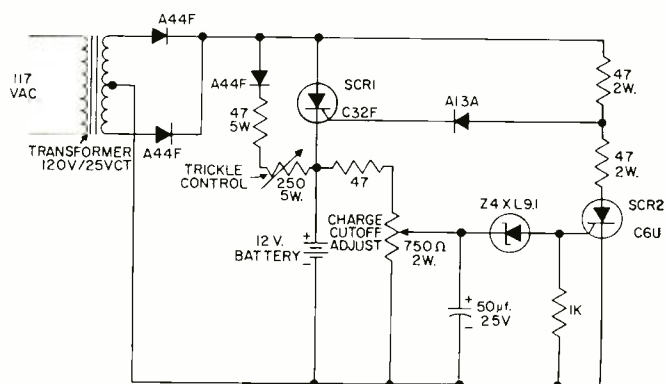 A44F
117
VAC
A44F
TRANSFORMER
120V/25VCT
A44F
47
5W
TRICKLE
CONTROL
250
5W.
SCR1
C32F
A13A
47
2W.
47
2W.
47
CHARGE
CUTOFF
ADJUST
750Ω
2W.
Z4XL9.1
SCR2
C6U
12 V.
BATTERY
+
-
+
50µf.
25V
-
1K